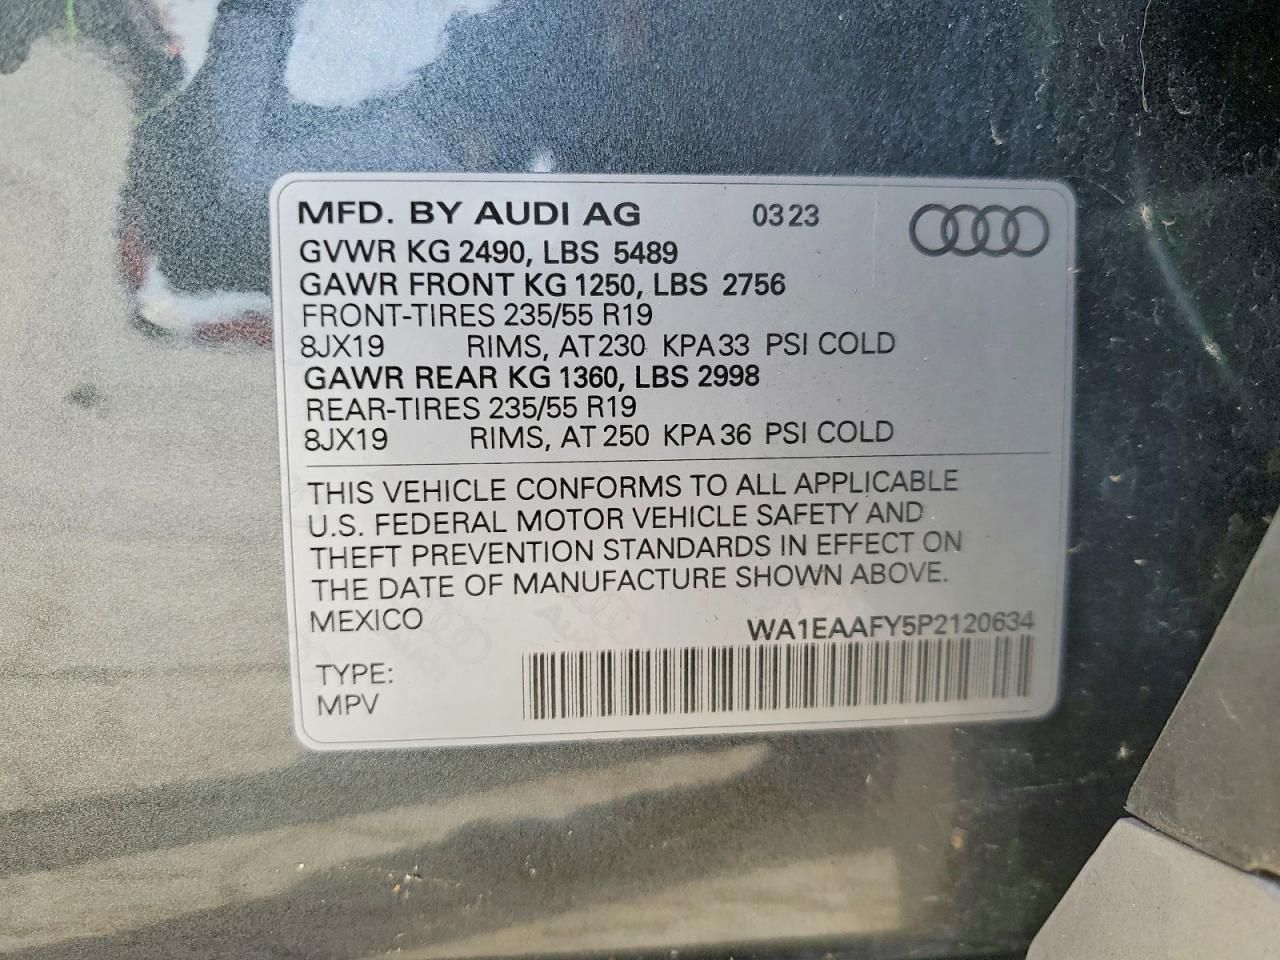 MFD. BY AUDI AG 03 23
GVWR KG 2490, LBS 5489
GAWR FRONT KG 1250, LBS 2756
FRONT-TIRES 235/55 R19
8JX19 RIMS, AT 230 KPA 33 PSI COLD
GAWR REAR KG 1360, LBS 2998
REAR-TIRES 235/55 R19
8JX19 RIMS, AT 250 KPA 36 PSI COLD
THIS VEHICLE CONFORMS TO ALL APPLICABLE
U.S. FEDERAL MOTOR VEHICLE SAFETY AND
THEFT PREVENTION STANDARDS IN EFFECT ON
THE DATE OF MANUFACTURE SHOWN ABOVE.
MEXICO
WA1EAAFY5P2120634
TYPE:
MPV